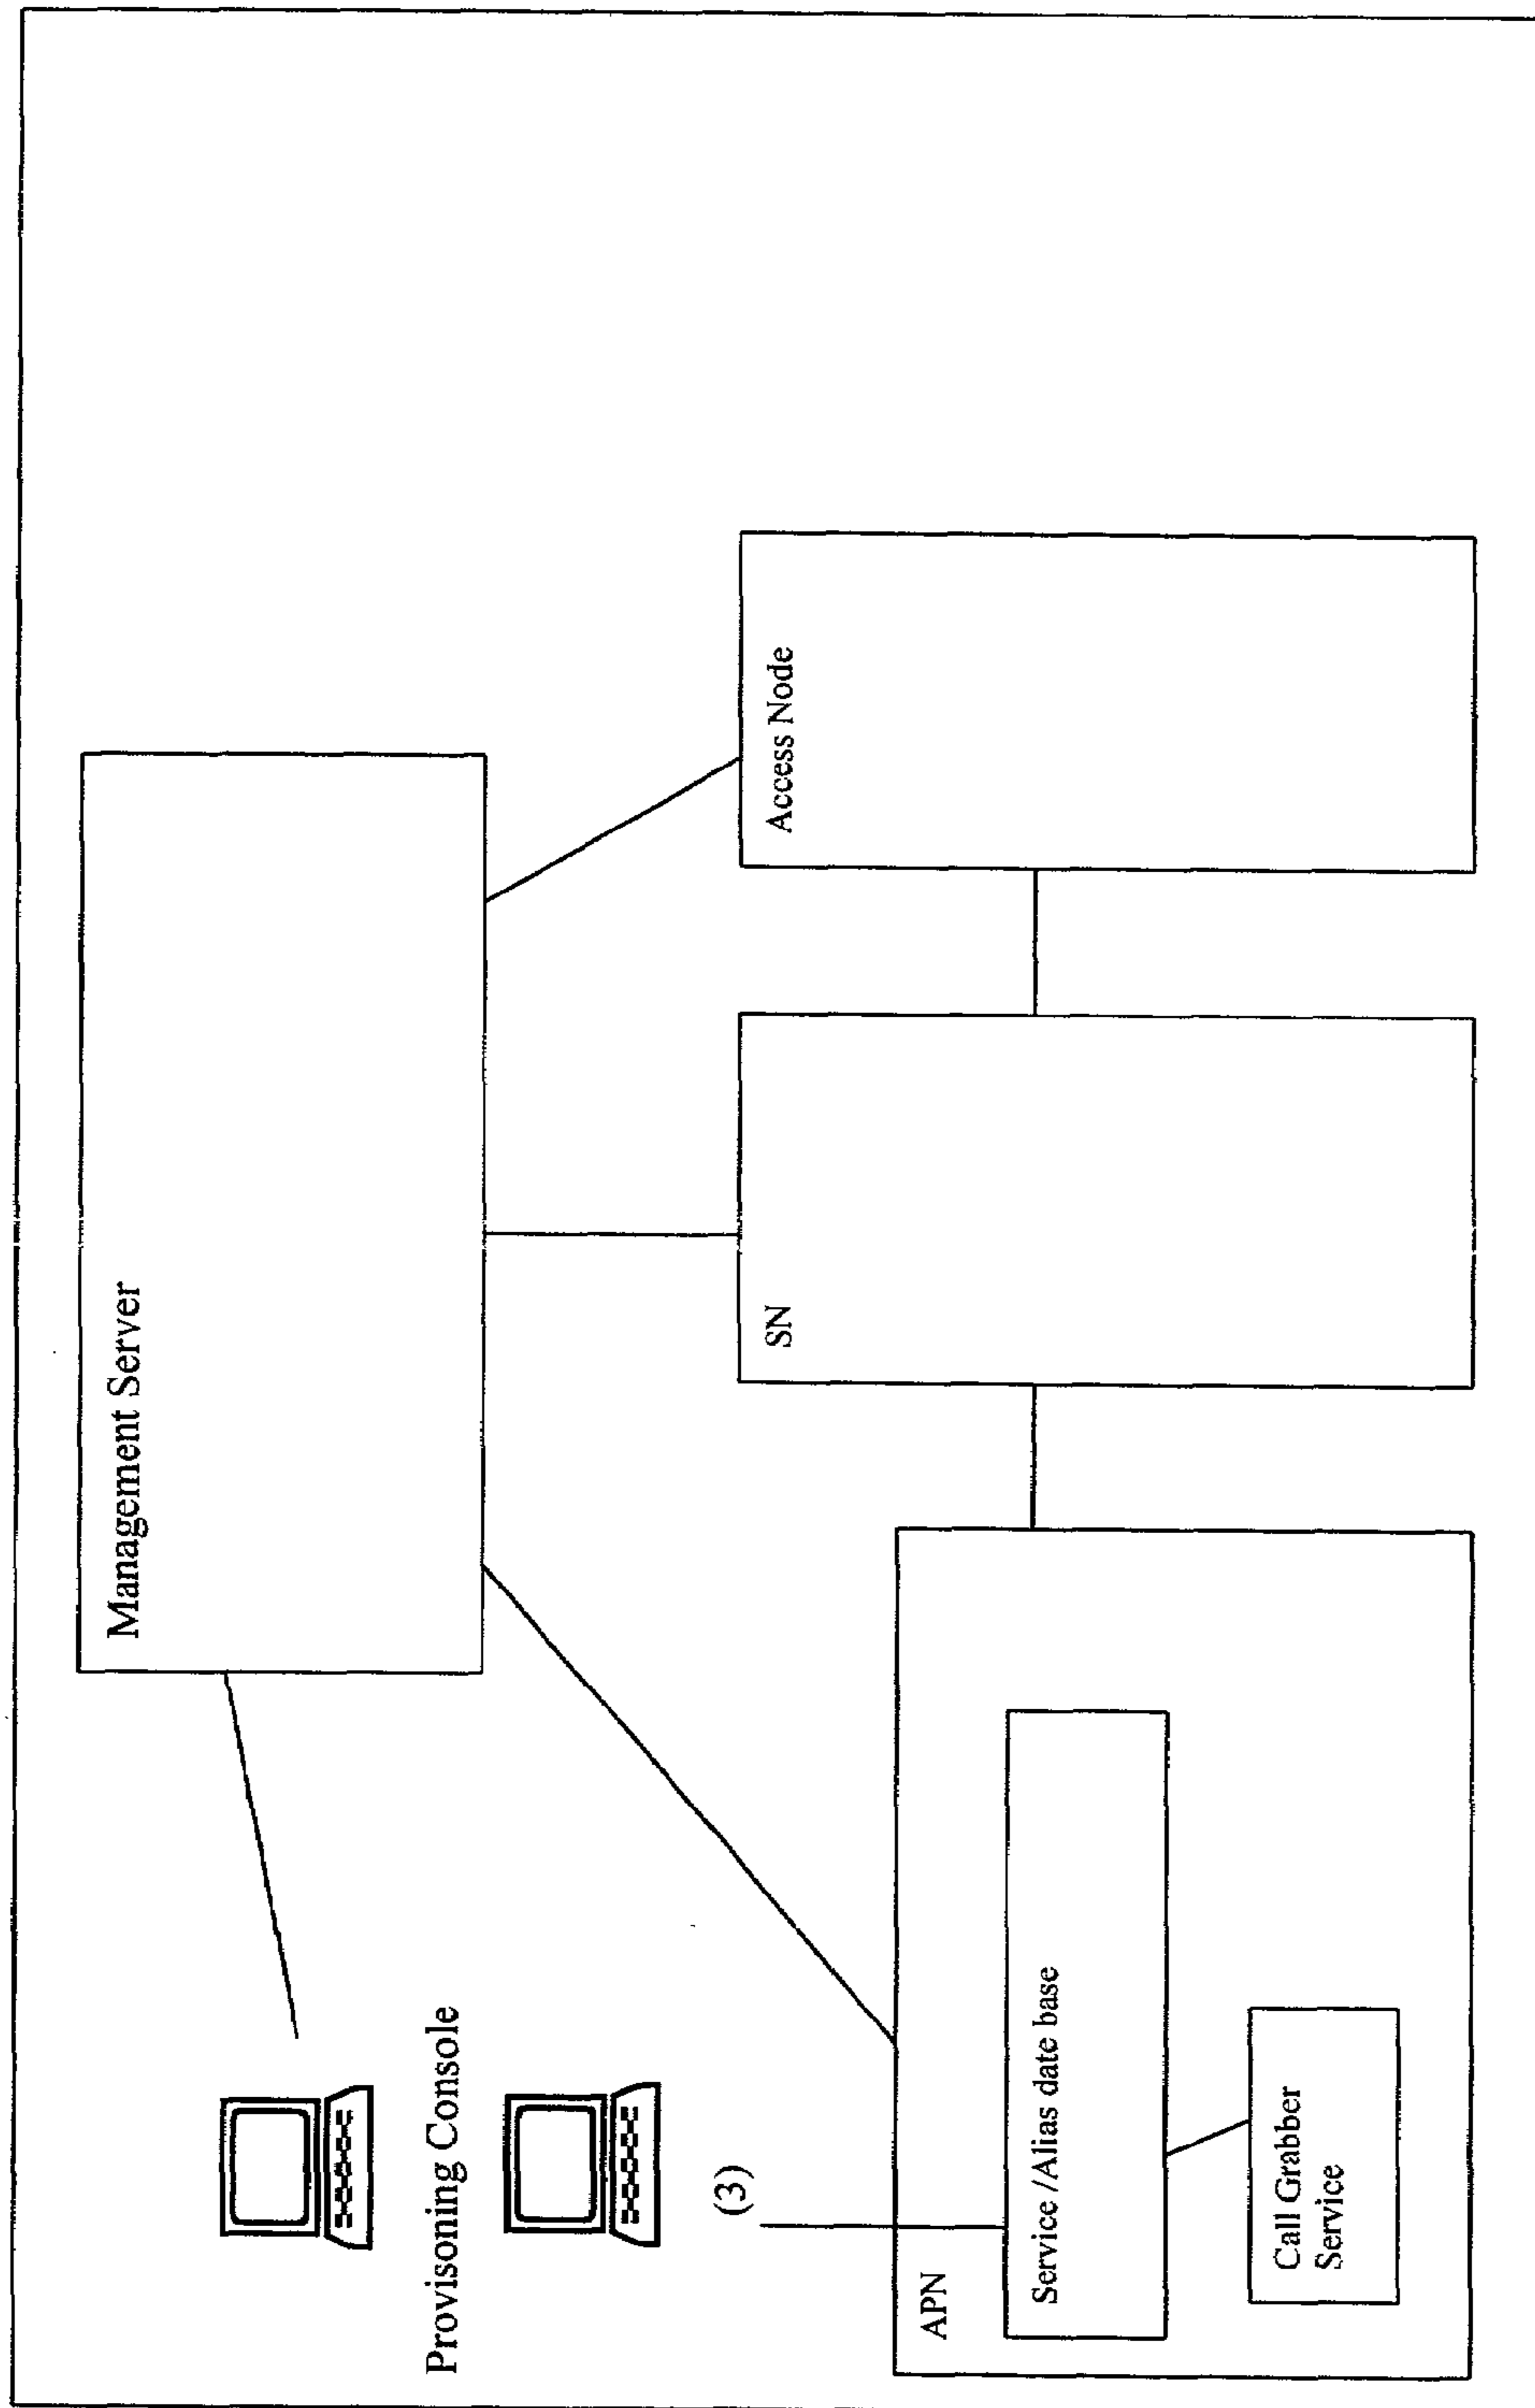 Management Server
Provisoning Console
(3)
APN
Service /Alias date base
Call Grabber
Service
SN
Access Node